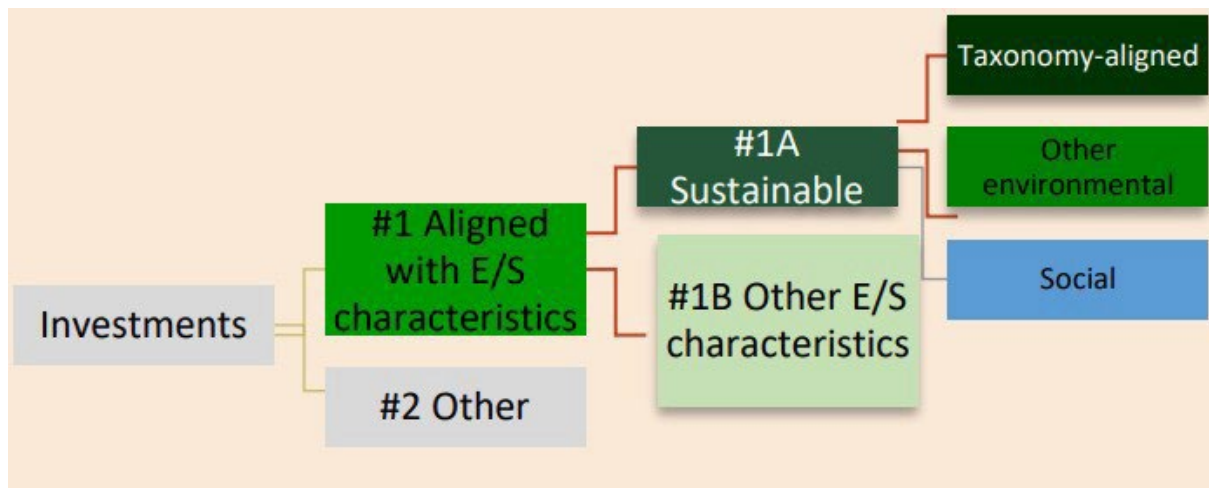 Investments
#1 Aligned
with E/S
characteristics
#2 Other
#1A
Sustainable
#1B Other E/S
characteristics
Taxonomy-aligned
Other
environmental
Social